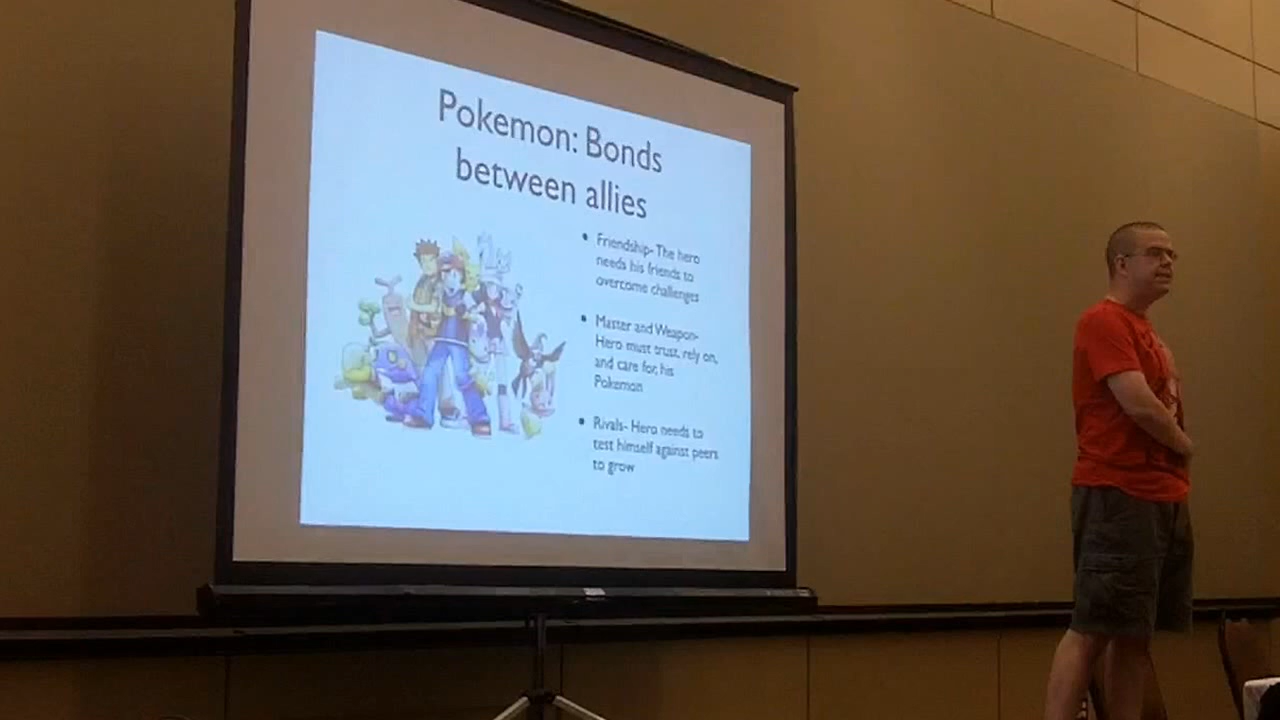 Pokemon: Bonds
between allies
• Friendship- The hero
needs his friends to
overcome challenges
• Master and Weapon-
Hero must trust, rely on,
and care for, his
Pokemon
• Rivals- Hero needs to
test himself against peers
to grow